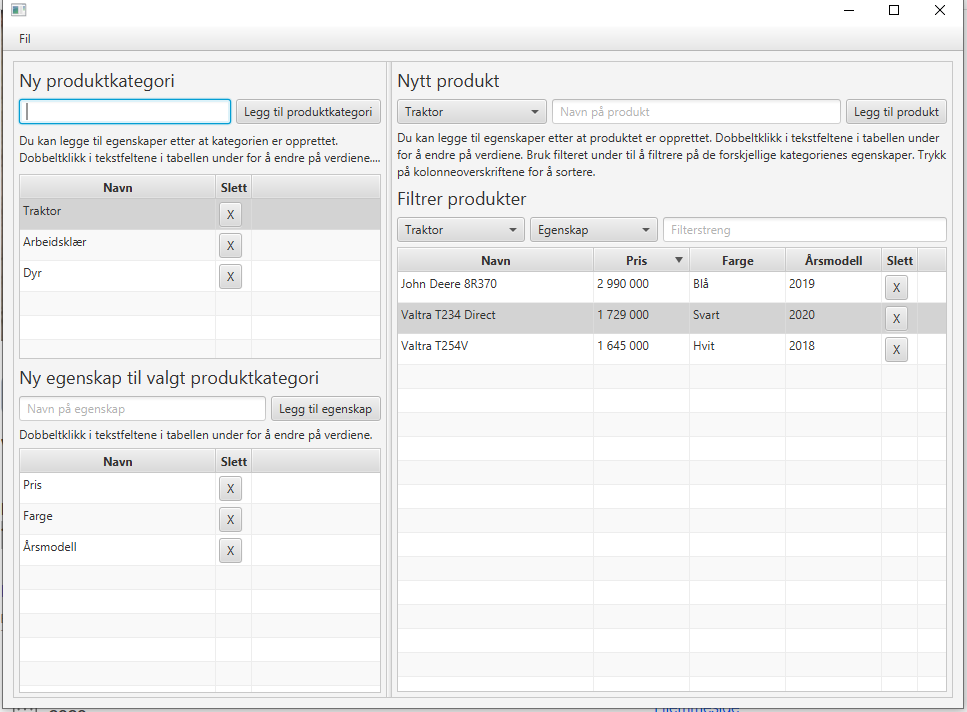 Fil
Ny produktkategori
Legg til produktkategori
Du kan legge til egenskaper etter at kategorien er opprettet.
Dobbeltklikk i tekstfeltene i tabellen under for å endre på verdiene....
Navn Slett
Traktor X
Arbeidsklær X
Dyr X
Ny egenskap til valgt produktkategori
Navn på egenskap Legg til egenskap
Dobbeltklikk i tekstfeltene i tabellen under for å endre på verdiene.
Navn Slett
Pris X
Farge X
Årsmodell X
Nytt produkt
Traktor Navn på produkt Legg til produkt
Du kan legge til egenskaper etter at produktet er opprettet. Dobbeltklikk i tekstfeltene i tabellen under
for å endre på verdiene. Bruk filteret under til å filtrere på de forskjellige kategorienes egenskaper. Trykk
på kolonneoverskriftene for å sortere.
Filtrer produkter
Traktor Egenskap Filterstreng
Navn Pris Farge Årsmodell Slett
John Deere 8R370 2 990 000 Blå 2019 X
Valtra T234 Direct 1 729 000 Svart 2020 X
Valtra T254V 1 645 000 Hvit 2018 X